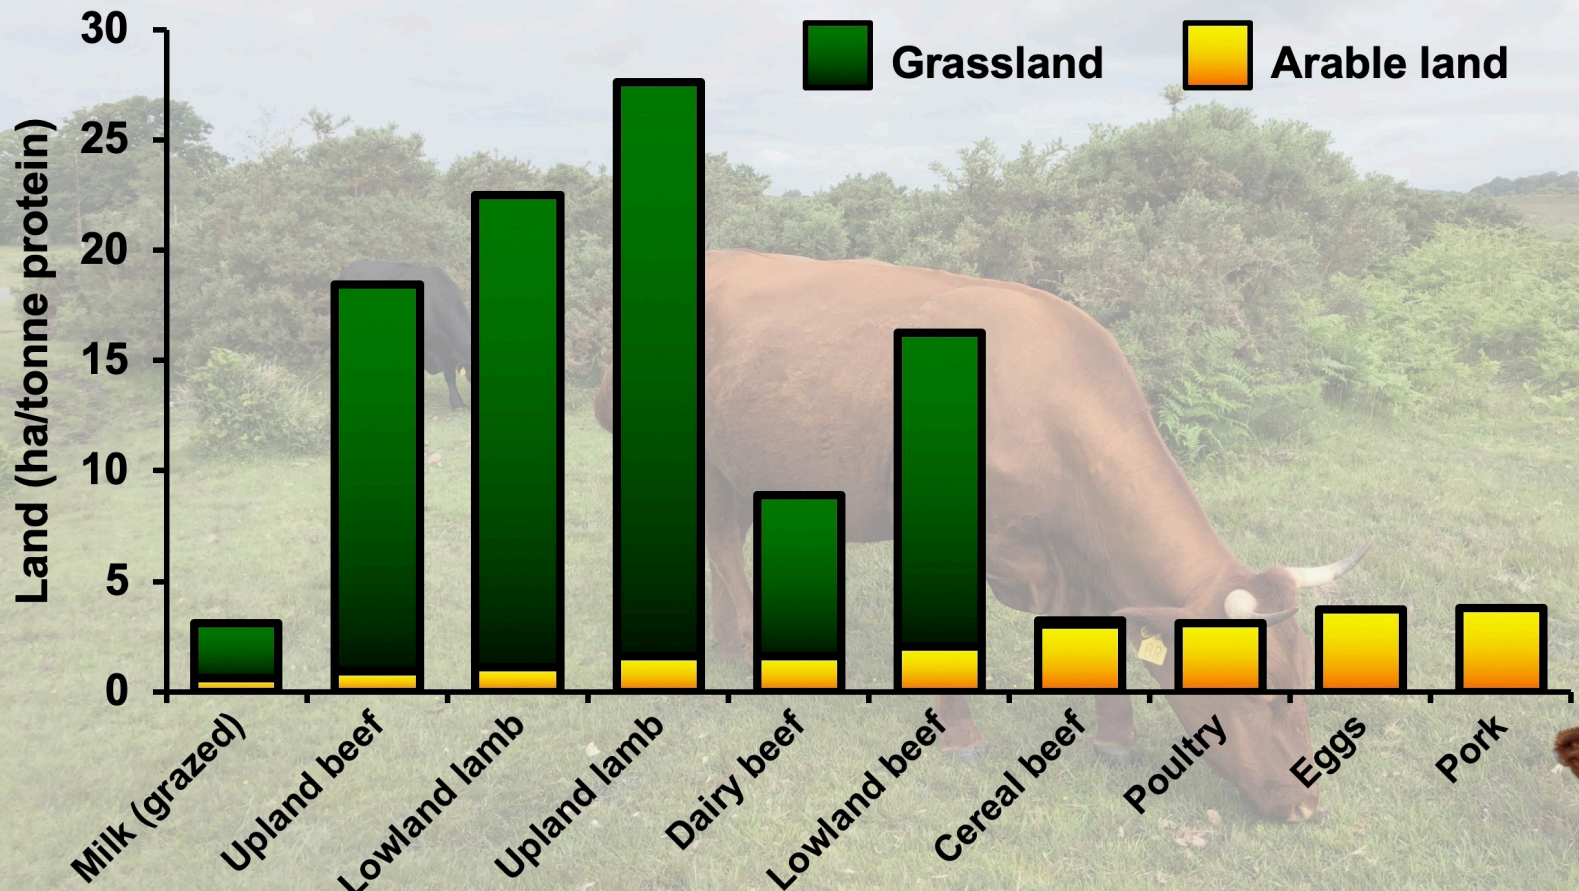 30
25
20
15
10
5
0
Land (ha/tonne protein)
Grassland
Arable land
Milk (grazed)
Upland beef
Lowland lamb
Upland lamb
Dairy beef
Lowland beef
Cereal beef
Poultry
Eggs
Pork